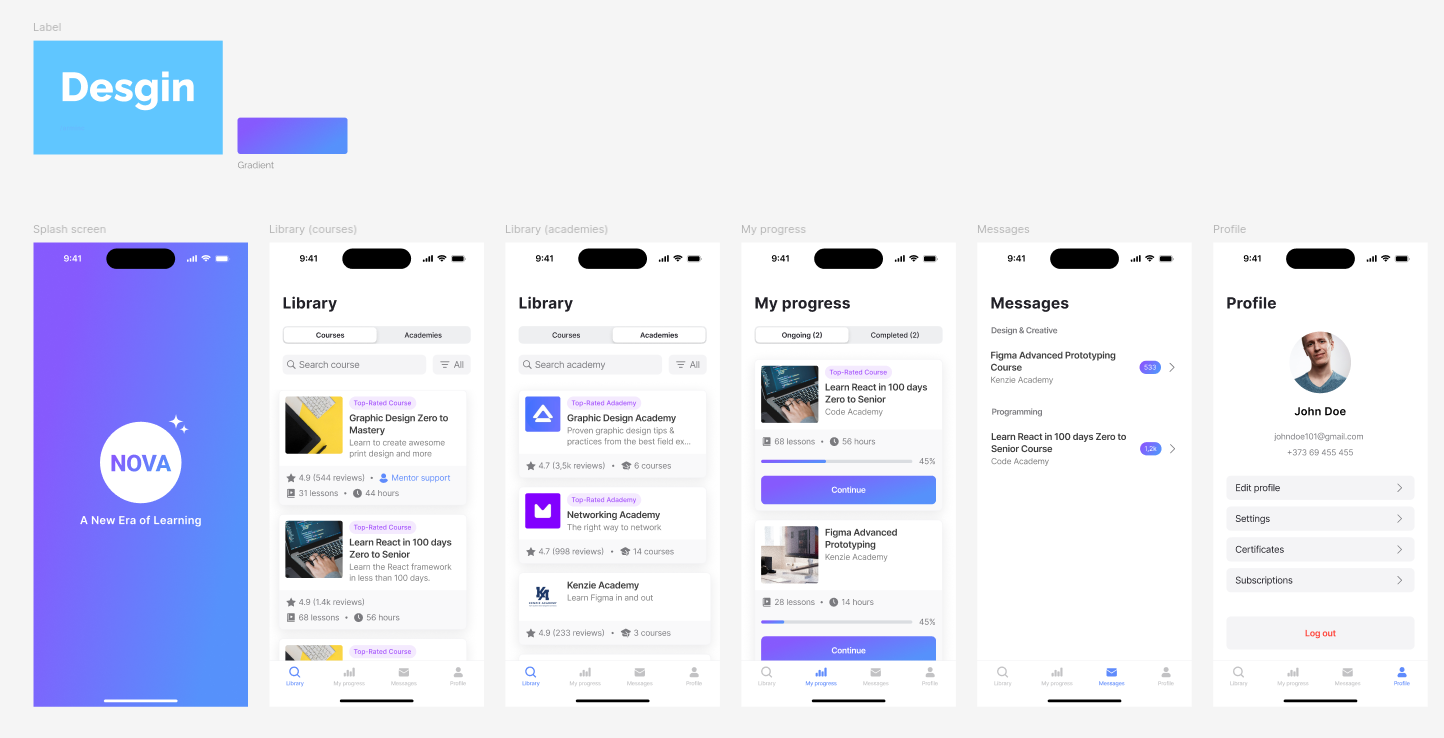 Label
Desgin
Gradient
Splash screen
9:41
NOVA
A New Era of Learning
Library (courses)
9:41
Library
Courses
Academies
Search course
All
Top-Rated Course
Graphic Design Zero to
Mastery
Learn to create awesome
print design and more
4.9 (544 reviews) • Mentor support
31 lessons • 44 hours
Top-Rated Course
Learn React in 100 days
Zero to Senior
Learn the React framework
in less than 100 days.
4.9 (1.4k reviews)
68 lessons • 56 hours
Top-Rated Course
Library
My progress
Messages
Profile
Library (academies)
9:41
Library
Courses
Academies
Search academy
All
Top-Rated Adademy
Graphic Design Academy
Proven graphic design tips &
practices from the best field ex...
4.7 (3,5k reviews) • 6 courses
Top-Rated Adademy
Networking Academy
The right way to network
4.7 (998 reviews) • 14 courses
KA
Kenzie Academy
Learn Figma in and out
4.9 (233 reviews) • 3 courses
Library
My progress
Messages
Profile
My progress
9:41
My progress
Ongoing (2)
Completed (2)
Top-Rated Course
Learn React in 100 days
Zero to Senior
Code Academy
68 lessons • 56 hours
45%
Continue
Figma Advanced
Prototyping
Kenzie Academy
28 lessons • 14 hours
45%
Continue
Library
My progress
Messages
Profile
Messages
9:41
Messages
Design & Creative
Figma Advanced Prototyping
Course
Kenzie Academy
533
Programming
Learn React in 100 days Zero to
Senior Course
Code Academy
1,2k
Library
My progress
Messages
Profile
Profile
9:41
Profile
John Doe
johndoe101@gmail.com
+373 69 455 455
Edit profile
Settings
Certificates
Subscriptions
Log out
Library
My progress
Messages
Profile